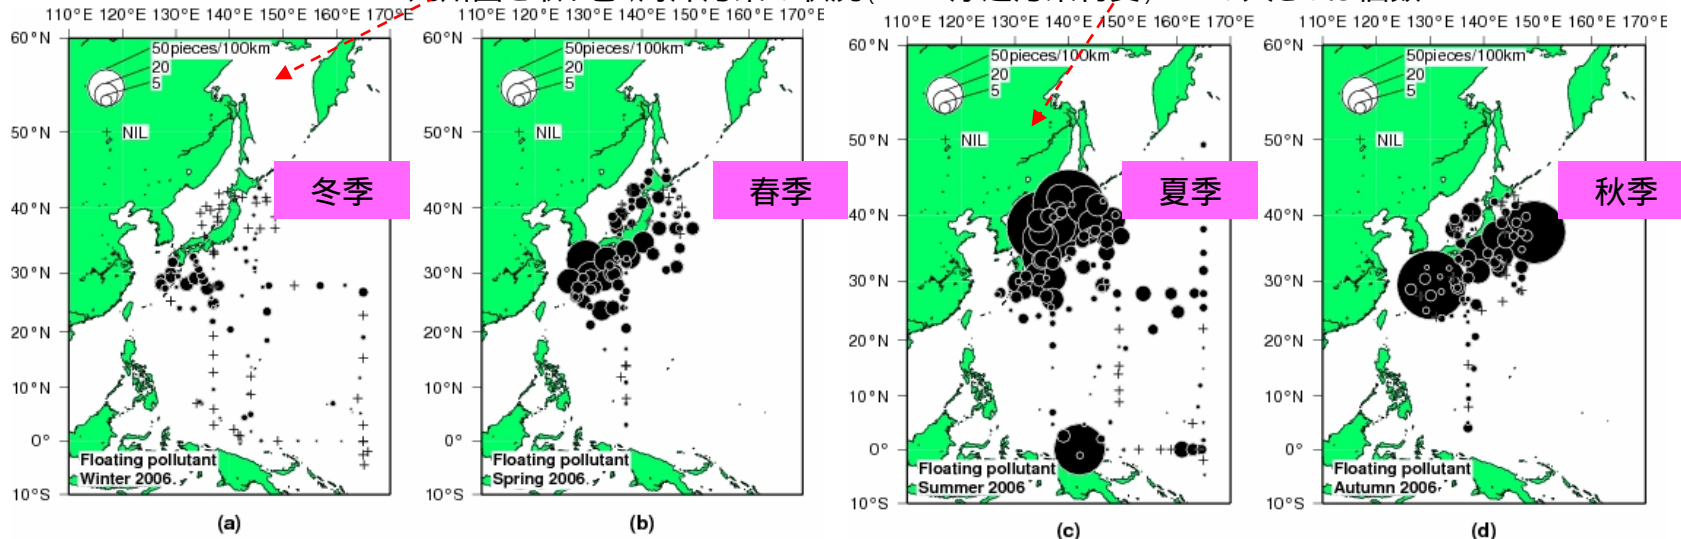 110°E 120°E 130°E 140°E 150°E 160°E 170°E
60°N
50°N
40°N
30°N
20°N
10°N
0°
10°S
50pieces/100km
20
5
NIL
冬季
Floating pollutant
Winter 2006
(a)
110°E 120°E 130°E 140°E 150°E 160°E 170°E
60°N
50°N
40°N
30°N
20°N
10°N
0°
10°S
50pieces/100km
20
5
NIL
春季
Floating pollutant
Spring 2006
(b)
110°E 120°E 130°E 140°E 150°E 160°E 170°E
60°N
50°N
40°N
30°N
20°N
10°N
0°
10°S
50pieces/100km
20
5
NIL
夏季
Floating pollutant
Summer 2006
(c)
110°E 120°E 130°E 140°E 150°E 160°E 170°E
60°N
50°N
40°N
30°N
20°N
10°N
0°
10°S
50pieces/100km
20
5
NIL
秋季
Floating pollutant
Autumn 2006
(d)